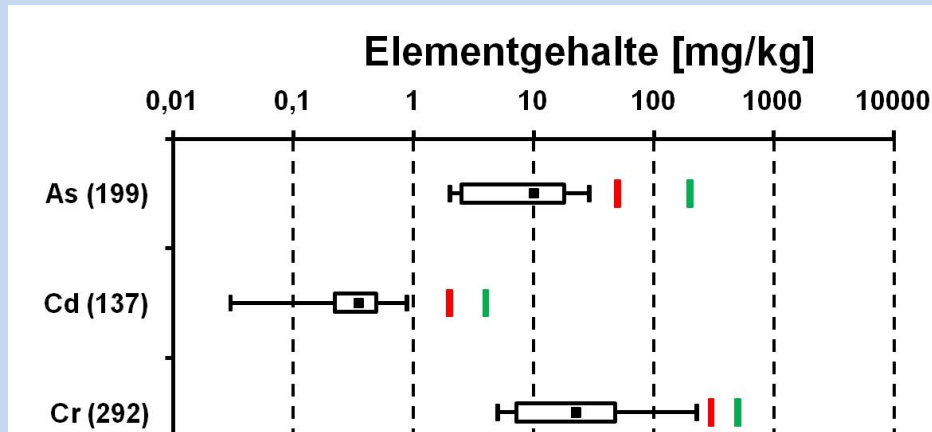 Elementgehalte [mg/kg]
0,01 0,1 1 10 100 1000 10000
As (199)
Cd (137)
Cr (292)